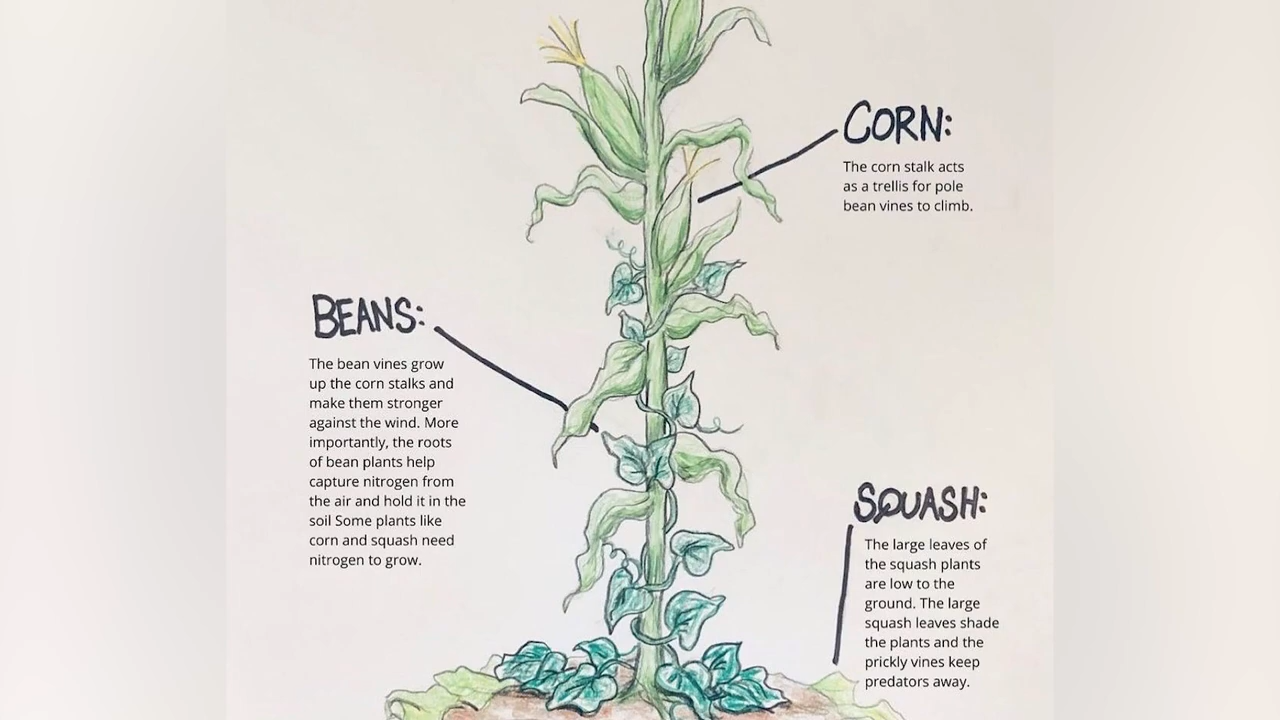 CORN:
The corn stalk acts
as a trellis for pole
bean vines to climb.
BEANS:
The bean vines grow
up the corn stalks and
make them stronger
against the wind. More
importantly, the roots
of bean plants help
capture nitrogen from
the air and hold it in the
soil Some plants like
corn and squash need
nitrogen to grow.
SQUASH:
The large leaves of
the squash plants
are low to the
ground. The large
squash leaves shade
the plants and the
prickly vines keep
predators away.